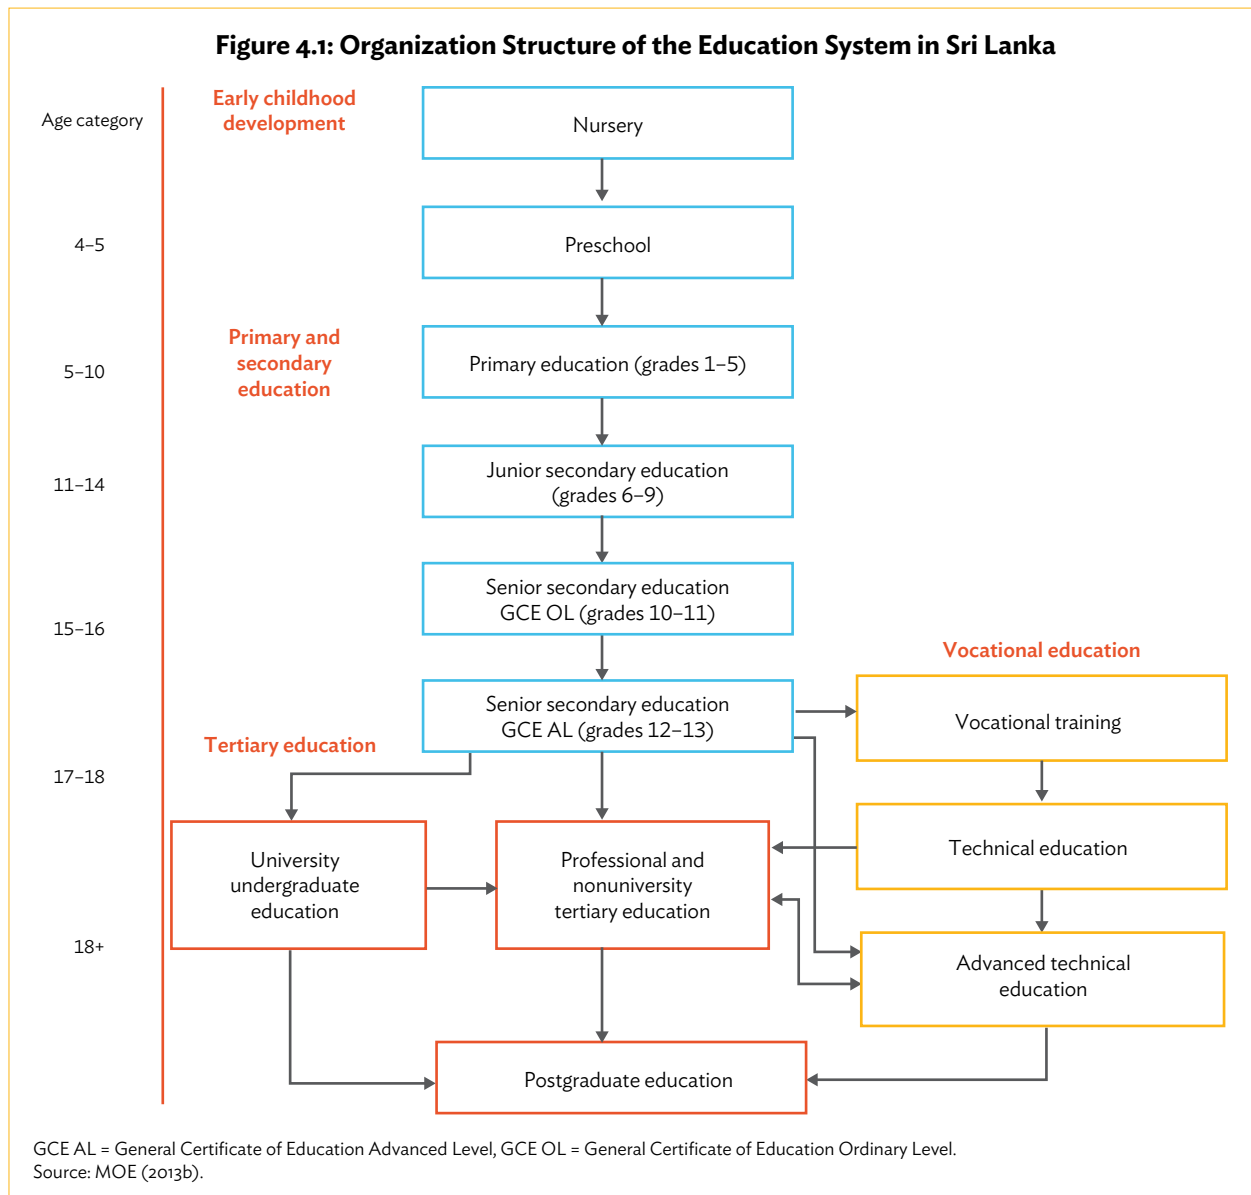 Figure 4.1: Organization Structure of the Education System in Sri Lanka
Age category
Early childhood
development
Nursery
4–5
Preschool
5–10
Primary and
secondary
education
Primary education (grades 1–5)
11–14
Junior secondary education
(grades 6–9)
15–16
Senior secondary education
GCE OL (grades 10–11)
Vocational education
Senior secondary education
GCE AL (grades 12–13)
Vocational training
Tertiary education
17–18
University
undergraduate
education
Professional and
nonuniversity
tertiary education
Technical education
18+
Advanced technical
education
Postgraduate education
GCE AL = General Certificate of Education Advanced Level, GCE OL = General Certificate of Education Ordinary Level.
Source: MOE (2013b).